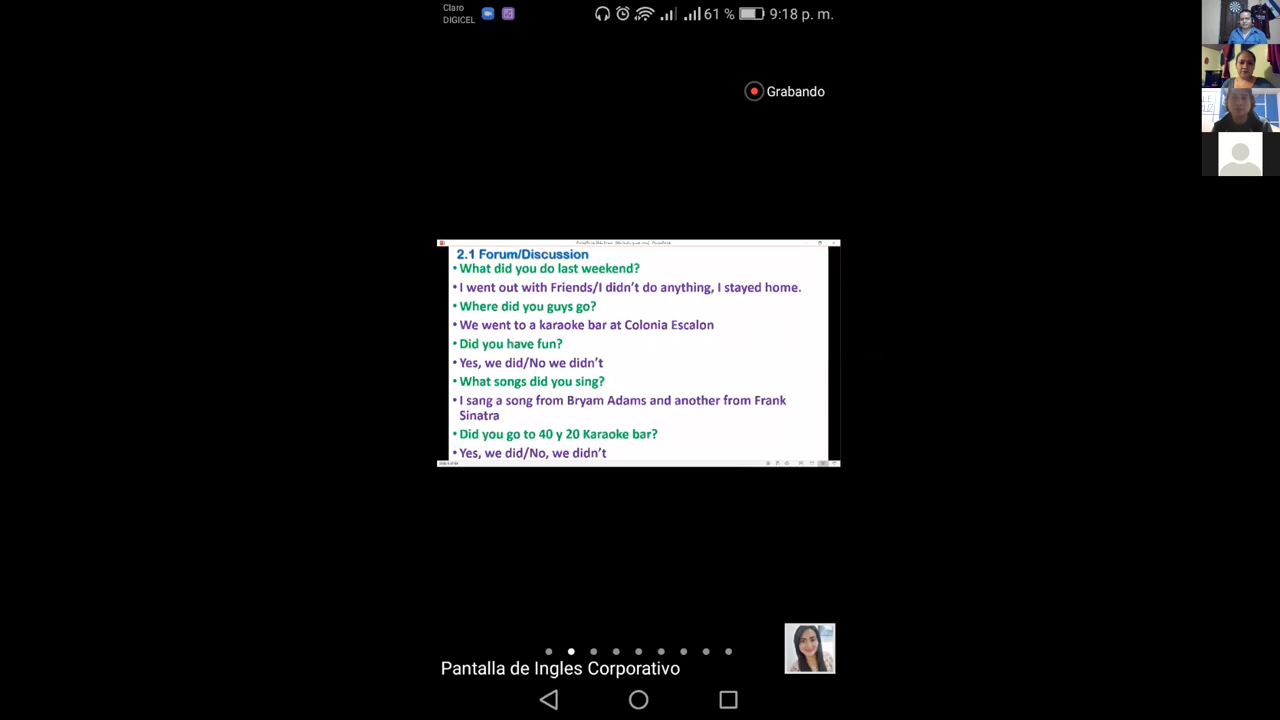 Claro
DIGICEL
61 %
9:18 p. m.
Grabando
2.1 Forum/Discussion
• What did you do last weekend?
• I went out with Friends/I didn't do anything, I stayed home.
• Where did you guys go?
• We went to a karaoke bar at Colonia Escalon
• Did you have fun?
• Yes, we did/No we didn't
• What songs did you sing?
• I sang a song from Bryam Adams and another from Frank
Sinatra
• Did you go to 40 y 20 Karaoke bar?
• Yes, we did/No, we didn't
Pantalla de Ingles Corporativo